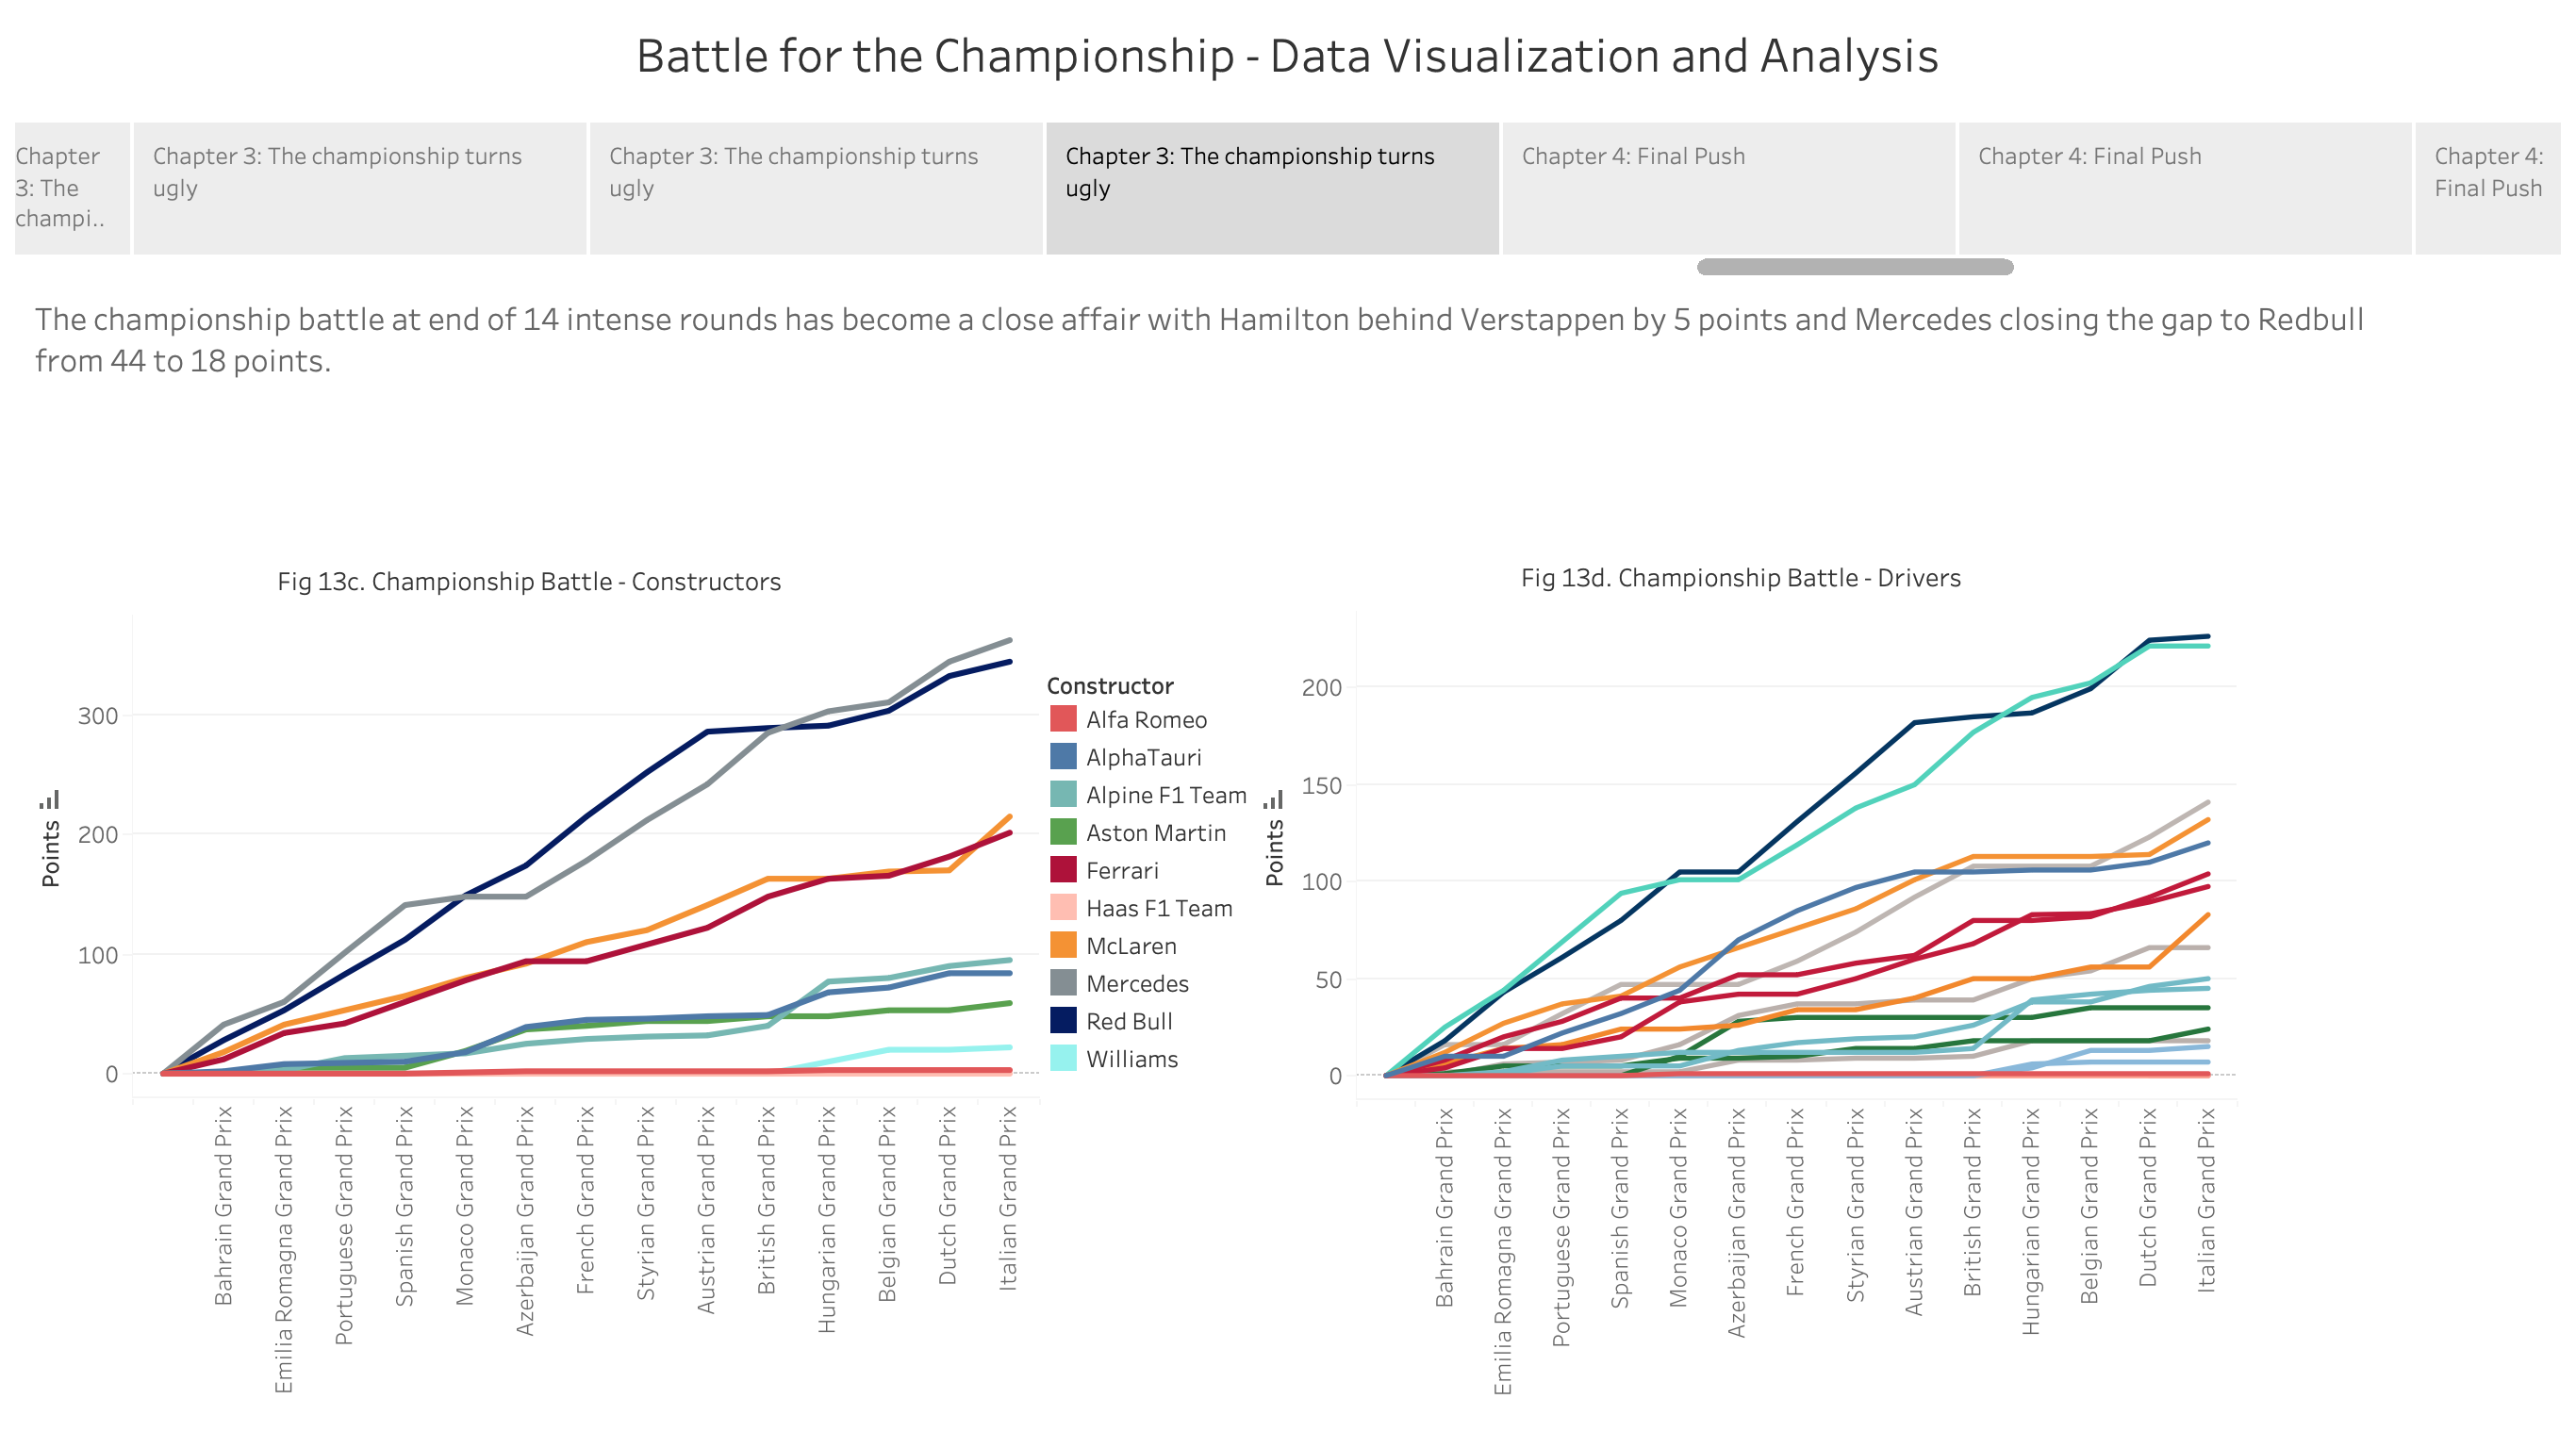 Battle for the Championship - Data Visualization and Analysis
Chapter
3: The
champi..
Chapter 3: The championship turns
ugly
Chapter 3: The championship turns
ugly
Chapter 3: The championship turns
ugly
Chapter 4: Final Push
Chapter 4: Final Push
Chapter 4:
Final Push
The championship battle at end of 14 intense rounds has become a close affair with Hamilton behind Verstappen by 5 points and Mercedes closing the gap to Redbull
from 44 to 18 points.
Fig 13c. Championship Battle - Constructors
Points
300
200
100
0
Bahrain Grand Prix
Emilia Romagna Grand Prix
Portuguese Grand Prix
Spanish Grand Prix
Monaco Grand Prix
Azerbaijan Grand Prix
French Grand Prix
Styrian Grand Prix
Austrian Grand Prix
British Grand Prix
Hungarian Grand Prix
Belgian Grand Prix
Dutch Grand Prix
Italian Grand Prix
Constructor
Alfa Romeo
AlphaTauri
Alpine F1 Team
Aston Martin
Ferrari
Haas F1 Team
McLaren
Mercedes
Red Bull
Williams
Fig 13d. Championship Battle - Drivers
Points
200
150
100
50
0
Bahrain Grand Prix
Emilia Romagna Grand Prix
Portuguese Grand Prix
Spanish Grand Prix
Monaco Grand Prix
Azerbaijan Grand Prix
French Grand Prix
Styrian Grand Prix
Austrian Grand Prix
British Grand Prix
Hungarian Grand Prix
Belgian Grand Prix
Dutch Grand Prix
Italian Grand Prix